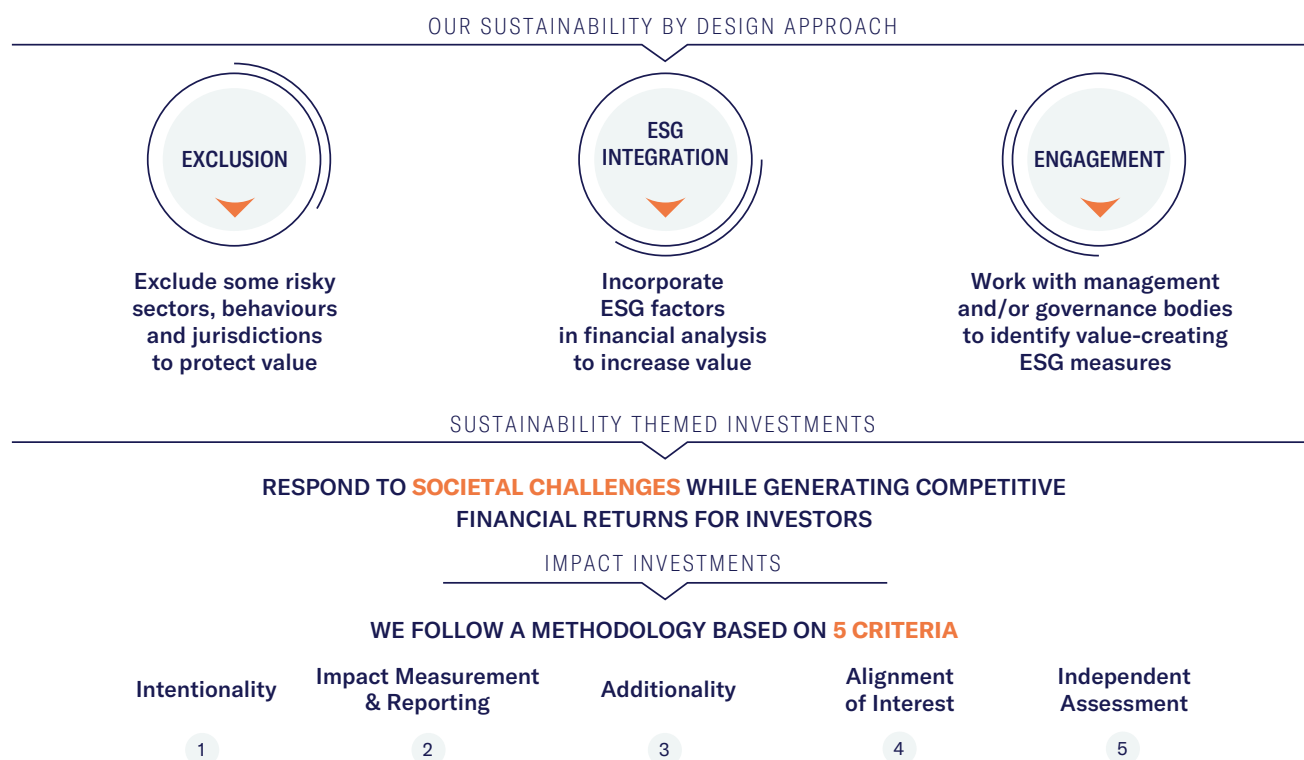 OUR SUSTAINABILITY BY DESIGN APPROACH
EXCLUSION
Exclude some risky
sectors, behaviours
and jurisdictions
to protect value
ESG
INTEGRATION
Incorporate
ESG factors
in financial analysis
to increase value
ENGAGEMENT
Work with management
and/or governance bodies
to identify value-creating
ESG measures
SUSTAINABILITY THEMED INVESTMENTS
RESPOND TO SOCIETAL CHALLENGES WHILE GENERATING COMPETITIVE
FINANCIAL RETURNS FOR INVESTORS
IMPACT INVESTMENTS
WE FOLLOW A METHODOLOGY BASED ON 5 CRITERIA
Intentionality
1
Impact Measurement
& Reporting
2
Additionality
3
Alignment
of Interest
4
Independent
Assessment
5